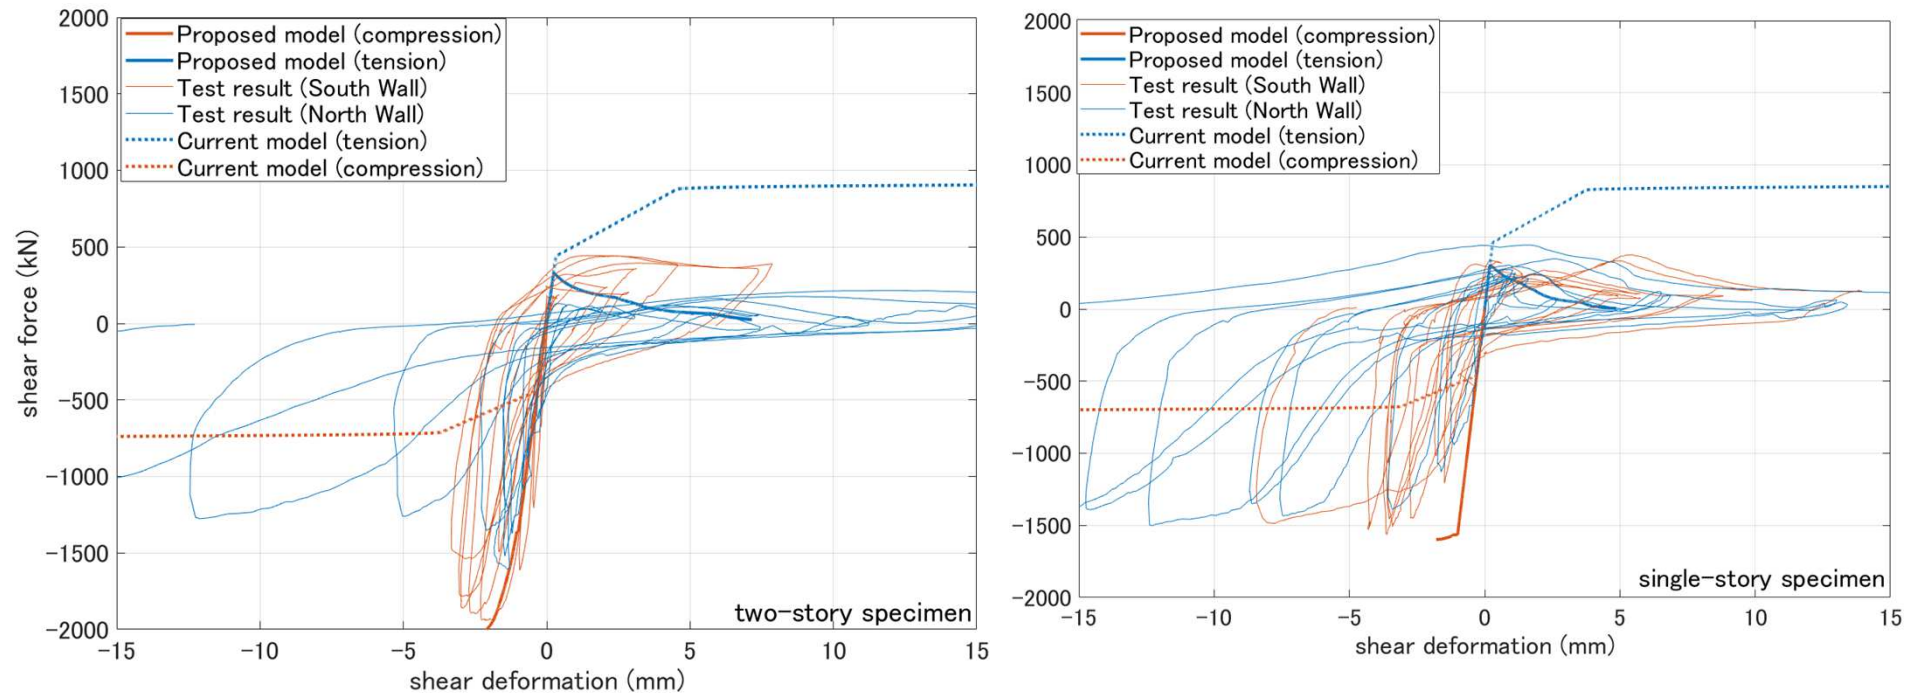 2000
1500
1000
500
0
−500
−1000
−1500
−2000
shear force (kN)
Proposed model (compression)
Proposed model (tension)
Test result (South Wall)
Test result (North Wall)
Current model (tension)
Current model (compression)
two-story specimen
−15
−10
−5
0
5
10
15
shear deformation (mm)
2000
1500
1000
500
0
−500
−1000
−1500
−2000
Proposed model (compression)
Proposed model (tension)
Test result (South Wall)
Test result (North Wall)
Current model (tension)
Current model (compression)
single-story specimen
−15
−10
−5
0
5
10
15
shear deformation (mm)